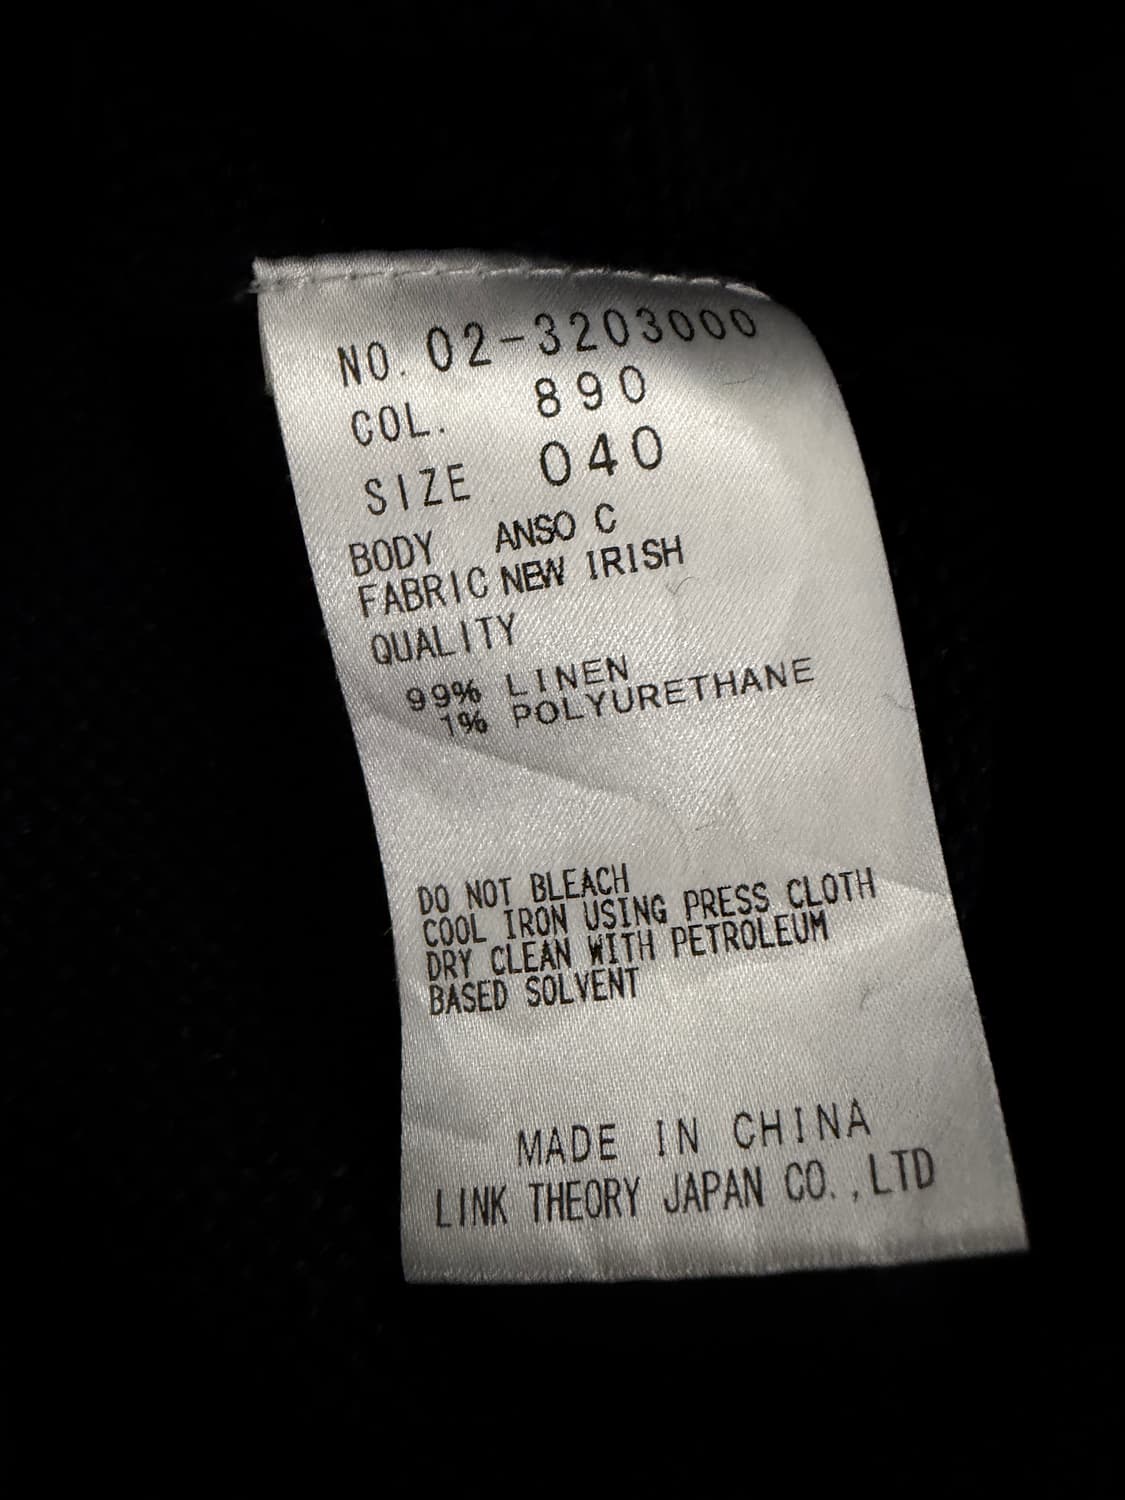 NO. 02-3203000
COL. 890
SIZE 040
BODY ANSO C
FABRIC NEW IRISH
QUALITY
99% LINEN
1% POLYURETHANE
DO NOT BLEACH
COOL IRON USING PRESS CLOTH
DRY CLEAN WITH PETROLEUM
BASED SOLVENT
MADE IN CHINA
LINK THEORY JAPAN CO.,LTD